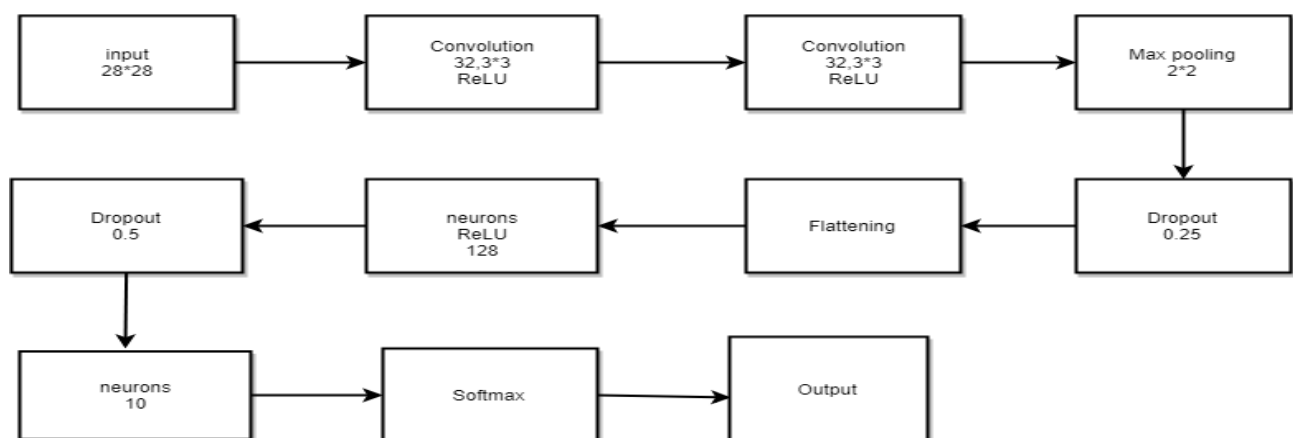 input
28*28
Convolution
32,3*3
ReLU
Convolution
32,3*3
ReLU
Max pooling
2*2
Dropout
0.25
Flattening
neurons
ReLU
128
Dropout
0.5
neurons
10
Softmax
Output